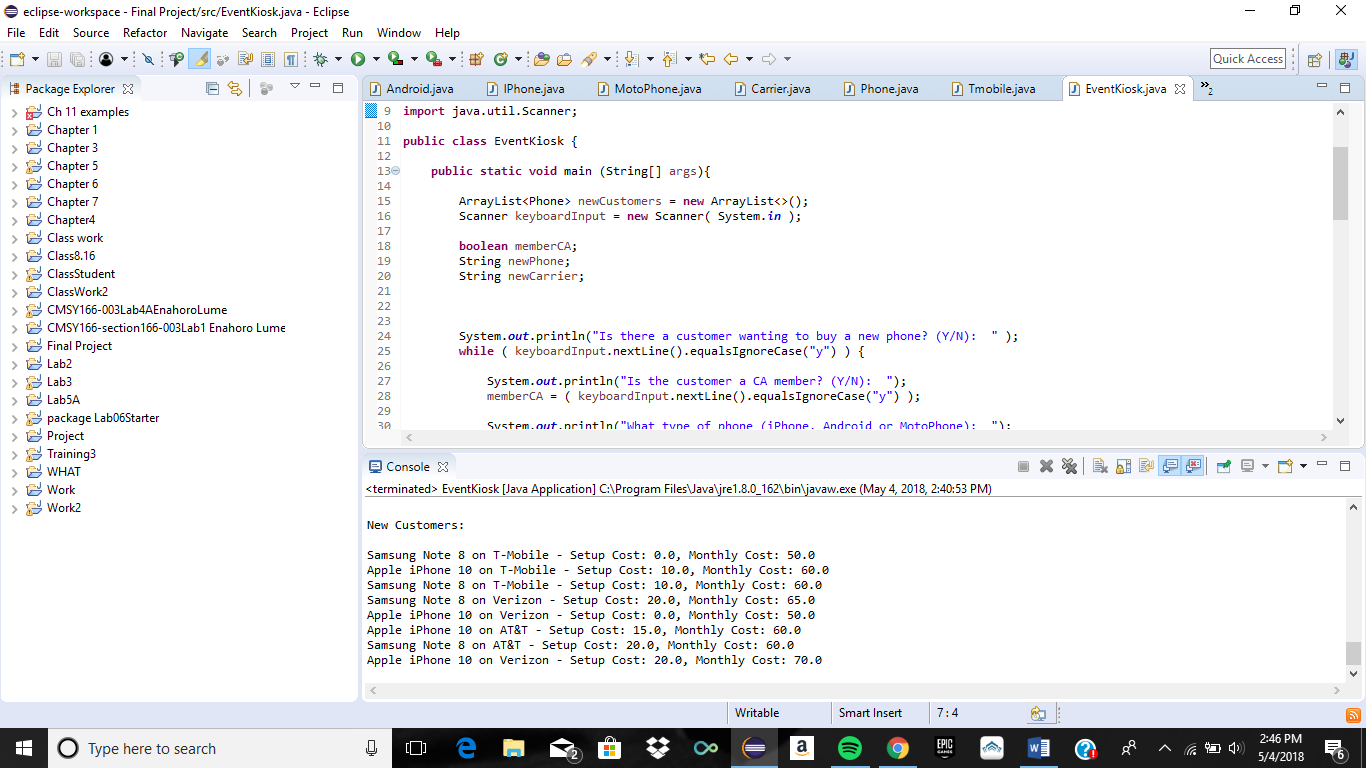 eclipse-workspace - Final Project/src/EventKiosk.java - Eclipse
File Edit Source Refactor Navigate Search Project Run Window Help
Quick Access
Package Explorer
Ch 11 examples
Chapter 1
Chapter 3
Chapter 5
Chapter 6
Chapter 7
Chapter4
Class work
Class8.16
ClassStudent
ClassWork2
CMSY166-003Lab4AEnahoroLume
CMSY166-section166-003Lab1 Enahoro Lume
Final Project
Lab2
Lab3
Lab5A
package Lab06Starter
Project
Training3
WHAT
Work
Work2
Android.java IPhone.java MotoPhone.java Carrier.java Phone.java Tmobile.java EventKiosk.java »2
9 import java.util.Scanner;
10
11 public class EventKiosk {
12
13 public static void main (String[] args){
14
15 ArrayList<Phone> newCustomers = new ArrayList<>();
16 Scanner keyboardInput = new Scanner( System.in );
17
18 boolean memberCA;
19 String newPhone;
20 String newCarrier;
21
22
23
24 System.out.println("Is there a customer wanting to buy a new phone? (Y/N):  " );
25 while ( keyboardInput.nextLine().equalsIgnoreCase("y") ) {
26
27 System.out.println("Is the customer a CA member? (Y/N):  ");
28 memberCA = ( keyboardInput.nextLine().equalsIgnoreCase("y") );
29
30 System.out.println("What type of phone (iPhone, Android or MotoPhone):  ");
Console
<terminated> EventKiosk [Java Application] C:\Program Files\Java\jre1.8.0_162\bin\javaw.exe (May 4, 2018, 2:40:53 PM)
New Customers:
Samsung Note 8 on T-Mobile - Setup Cost: 0.0, Monthly Cost: 50.0
Apple iPhone 10 on T-Mobile - Setup Cost: 10.0, Monthly Cost: 60.0
Samsung Note 8 on T-Mobile - Setup Cost: 10.0, Monthly Cost: 60.0
Samsung Note 8 on Verizon - Setup Cost: 20.0, Monthly Cost: 65.0
Apple iPhone 10 on Verizon - Setup Cost: 0.0, Monthly Cost: 50.0
Apple iPhone 10 on AT&T - Setup Cost: 15.0, Monthly Cost: 60.0
Samsung Note 8 on AT&T - Setup Cost: 20.0, Monthly Cost: 60.0
Apple iPhone 10 on Verizon - Setup Cost: 20.0, Monthly Cost: 70.0
Writable Smart Insert 7 : 4
Type here to search
2
a
EPIC GAMES
2:46 PM
5/4/2018
6